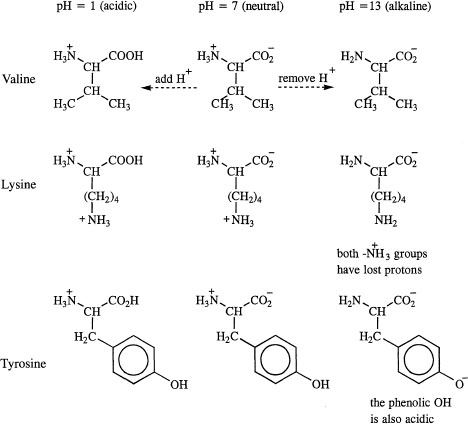 pH = 1 (acidic) pH = 7 (neutral) pH =13 (alkaline)
Valine
H₃N⁺ CH COOH
CH
H₃C CH₃
add H⁺
H₃N⁺ CH CO₂⁻
CH
CH₃ CH₃
remove H⁺
H₂N CH CO₂⁻
CH
CH₃ CH₃
Lysine
H₃N⁺ CH COOH
(CH₂)₄
+NH₃
H₃N⁺ CH CO₂⁻
(CH₂)₄
+NH₃
H₂N CH CO₂⁻
(CH₂)₄
NH₂
both -N⁺H₃ groups
have lost protons
Tyrosine
H₃N⁺ CH CO₂H
H₂C
OH
H₃N⁺ CH CO₂⁻
H₂C
OH
H₂N CH CO₂⁻
H₂C
O⁻
the phenolic OH
is also acidic